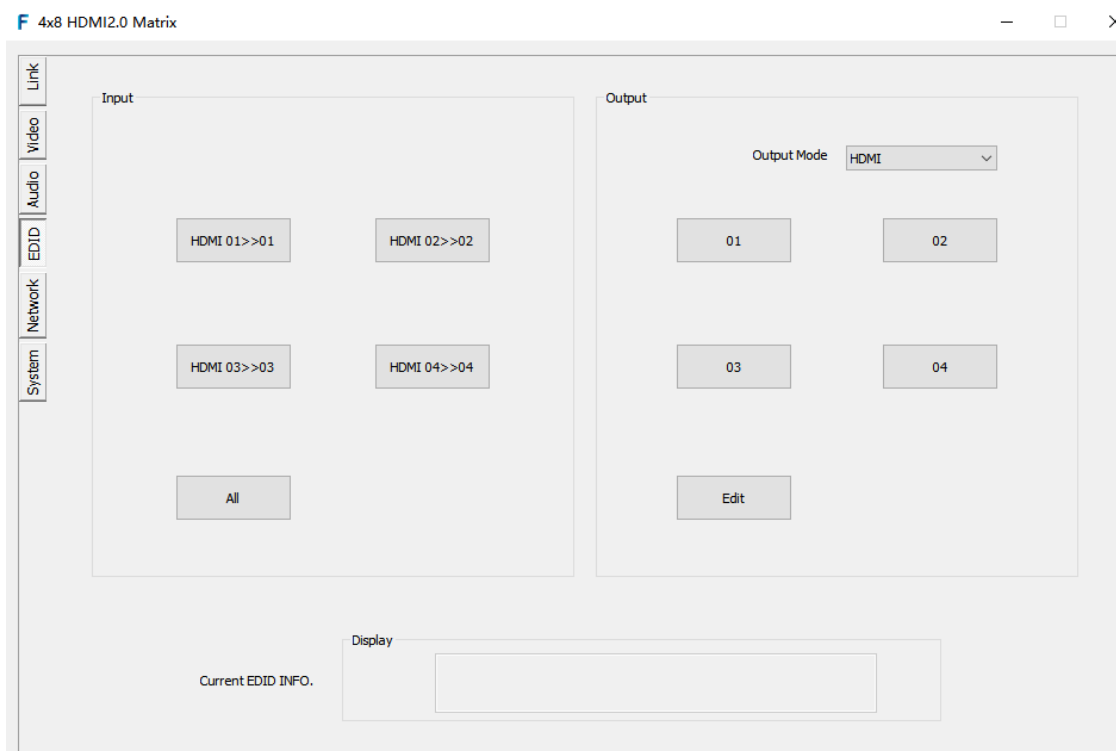 4x8 HDMI2.0 Matrix
Link
Video
Audio
EDID
Network
System
Input
HDMI 01>>01
HDMI 02>>02
HDMI 03>>03
HDMI 04>>04
All
Output
Output Mode
HDMI
01
02
03
04
Edit
Display
Current EDID INFO.